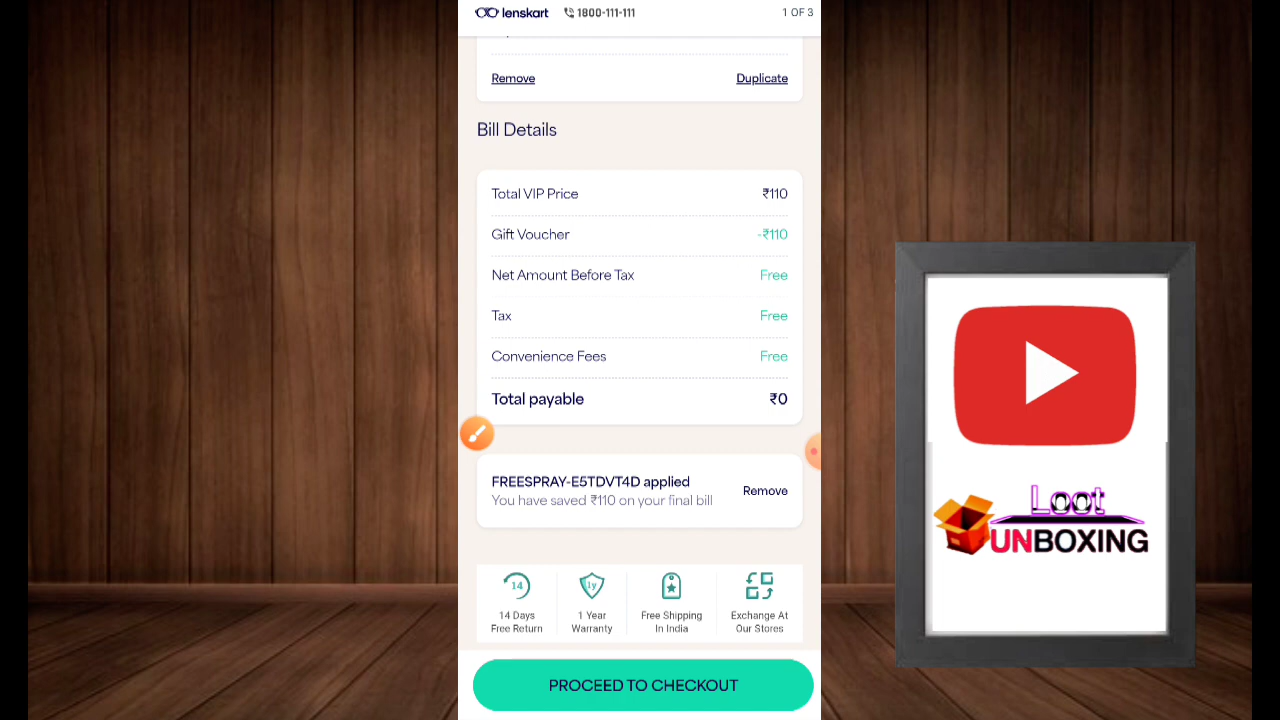 lenskart 1800-111-111 1 OF 3
Remove Duplicate
Bill Details
Total VIP Price ₹110
Gift Voucher -₹110
Net Amount Before Tax Free
Tax Free
Convenience Fees Free
Total payable ₹0
FREESPRAY-E5TDVT4D applied
You have saved ₹110 on your final bill
Remove
14
14 Days
Free Return
1y
1 Year
Warranty
Free Shipping
In India
Exchange At
Our Stores
PROCEED TO CHECKOUT
Loot
UNBOXING